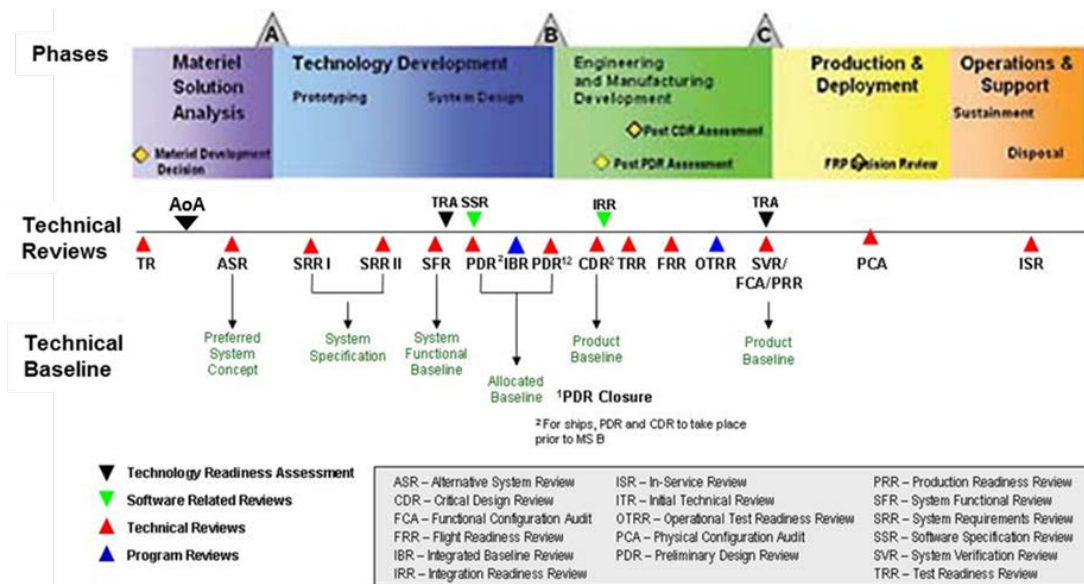 A
B
C
Phases
Materiel
Solution
Analysis
Materiel Development
Decision
Technology Development
Prototyping
System Design
Engineering
and Manufacturing
Development
Post CDR Assessment
Post PDR Assessment
Production &
Deployment
FRP Decision Review
Operations &
Support
Sustainment
Disposal
Technical
Reviews
AoA
TRA SSR
IRR
TRA
TR
ASR
SRR I
SRR II
SFR
PDR²
IBR
PDR¹²
CDR²
TRR
FRR
OTRR
SVR/
FCA/PRR
PCA
ISR
Technical
Baseline
Preferred
System
Concept
System
Specification
System
Functional
Baseline
Allocated
Baseline
Product
Baseline
Product
Baseline
¹PDR Closure
² For ships, PDR and CDR to take place
prior to MS B
Technology Readiness Assessment
Software Related Reviews
Technical Reviews
Program Reviews
ASR – Alternative System Review
CDR – Critical Design Review
FCA – Functional Configuration Audit
FRR – Flight Readiness Review
IBR – Integrated Baseline Review
IRR – Integration Readiness Review
ISR – In-Service Review
ITR – Initial Technical Review
OTRR – Operational Test Readiness Review
PCA – Physical Configuration Audit
PDR – Preliminary Design Review
PRR – Production Readiness Review
SFR – System Functional Review
SRR – System Requirements Review
SSR – Software Specification Review
SVR – System Verification Review
TRR – Test Readiness Review